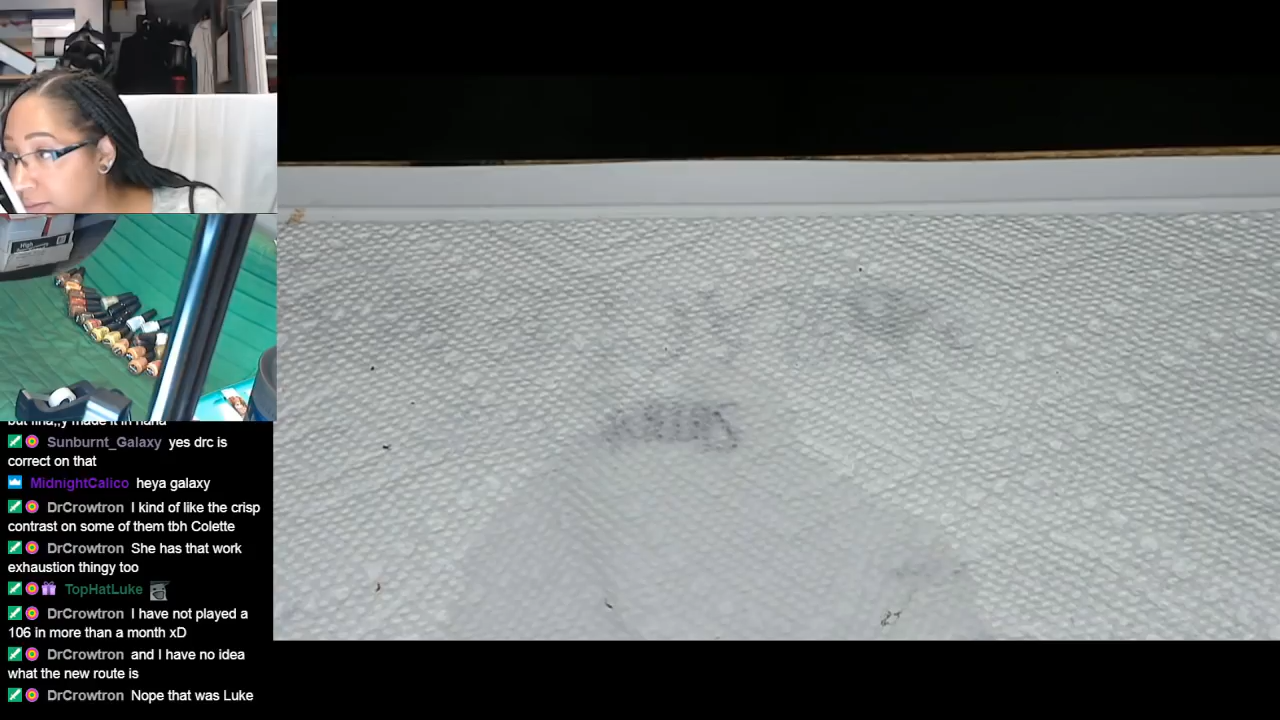 High
Sunburnt_Galaxy yes drc is
correct on that
MidnightCalico heya galaxy
DrCrowtron I kind of like the crisp
contrast on some of them tbh Colette
DrCrowtron She has that work
exhaustion thingy too
TopHatLuke
DrCrowtron I have not played a
106 in more than a month xD
DrCrowtron and I have no idea
what the new route is
DrCrowtron Nope that was Luke